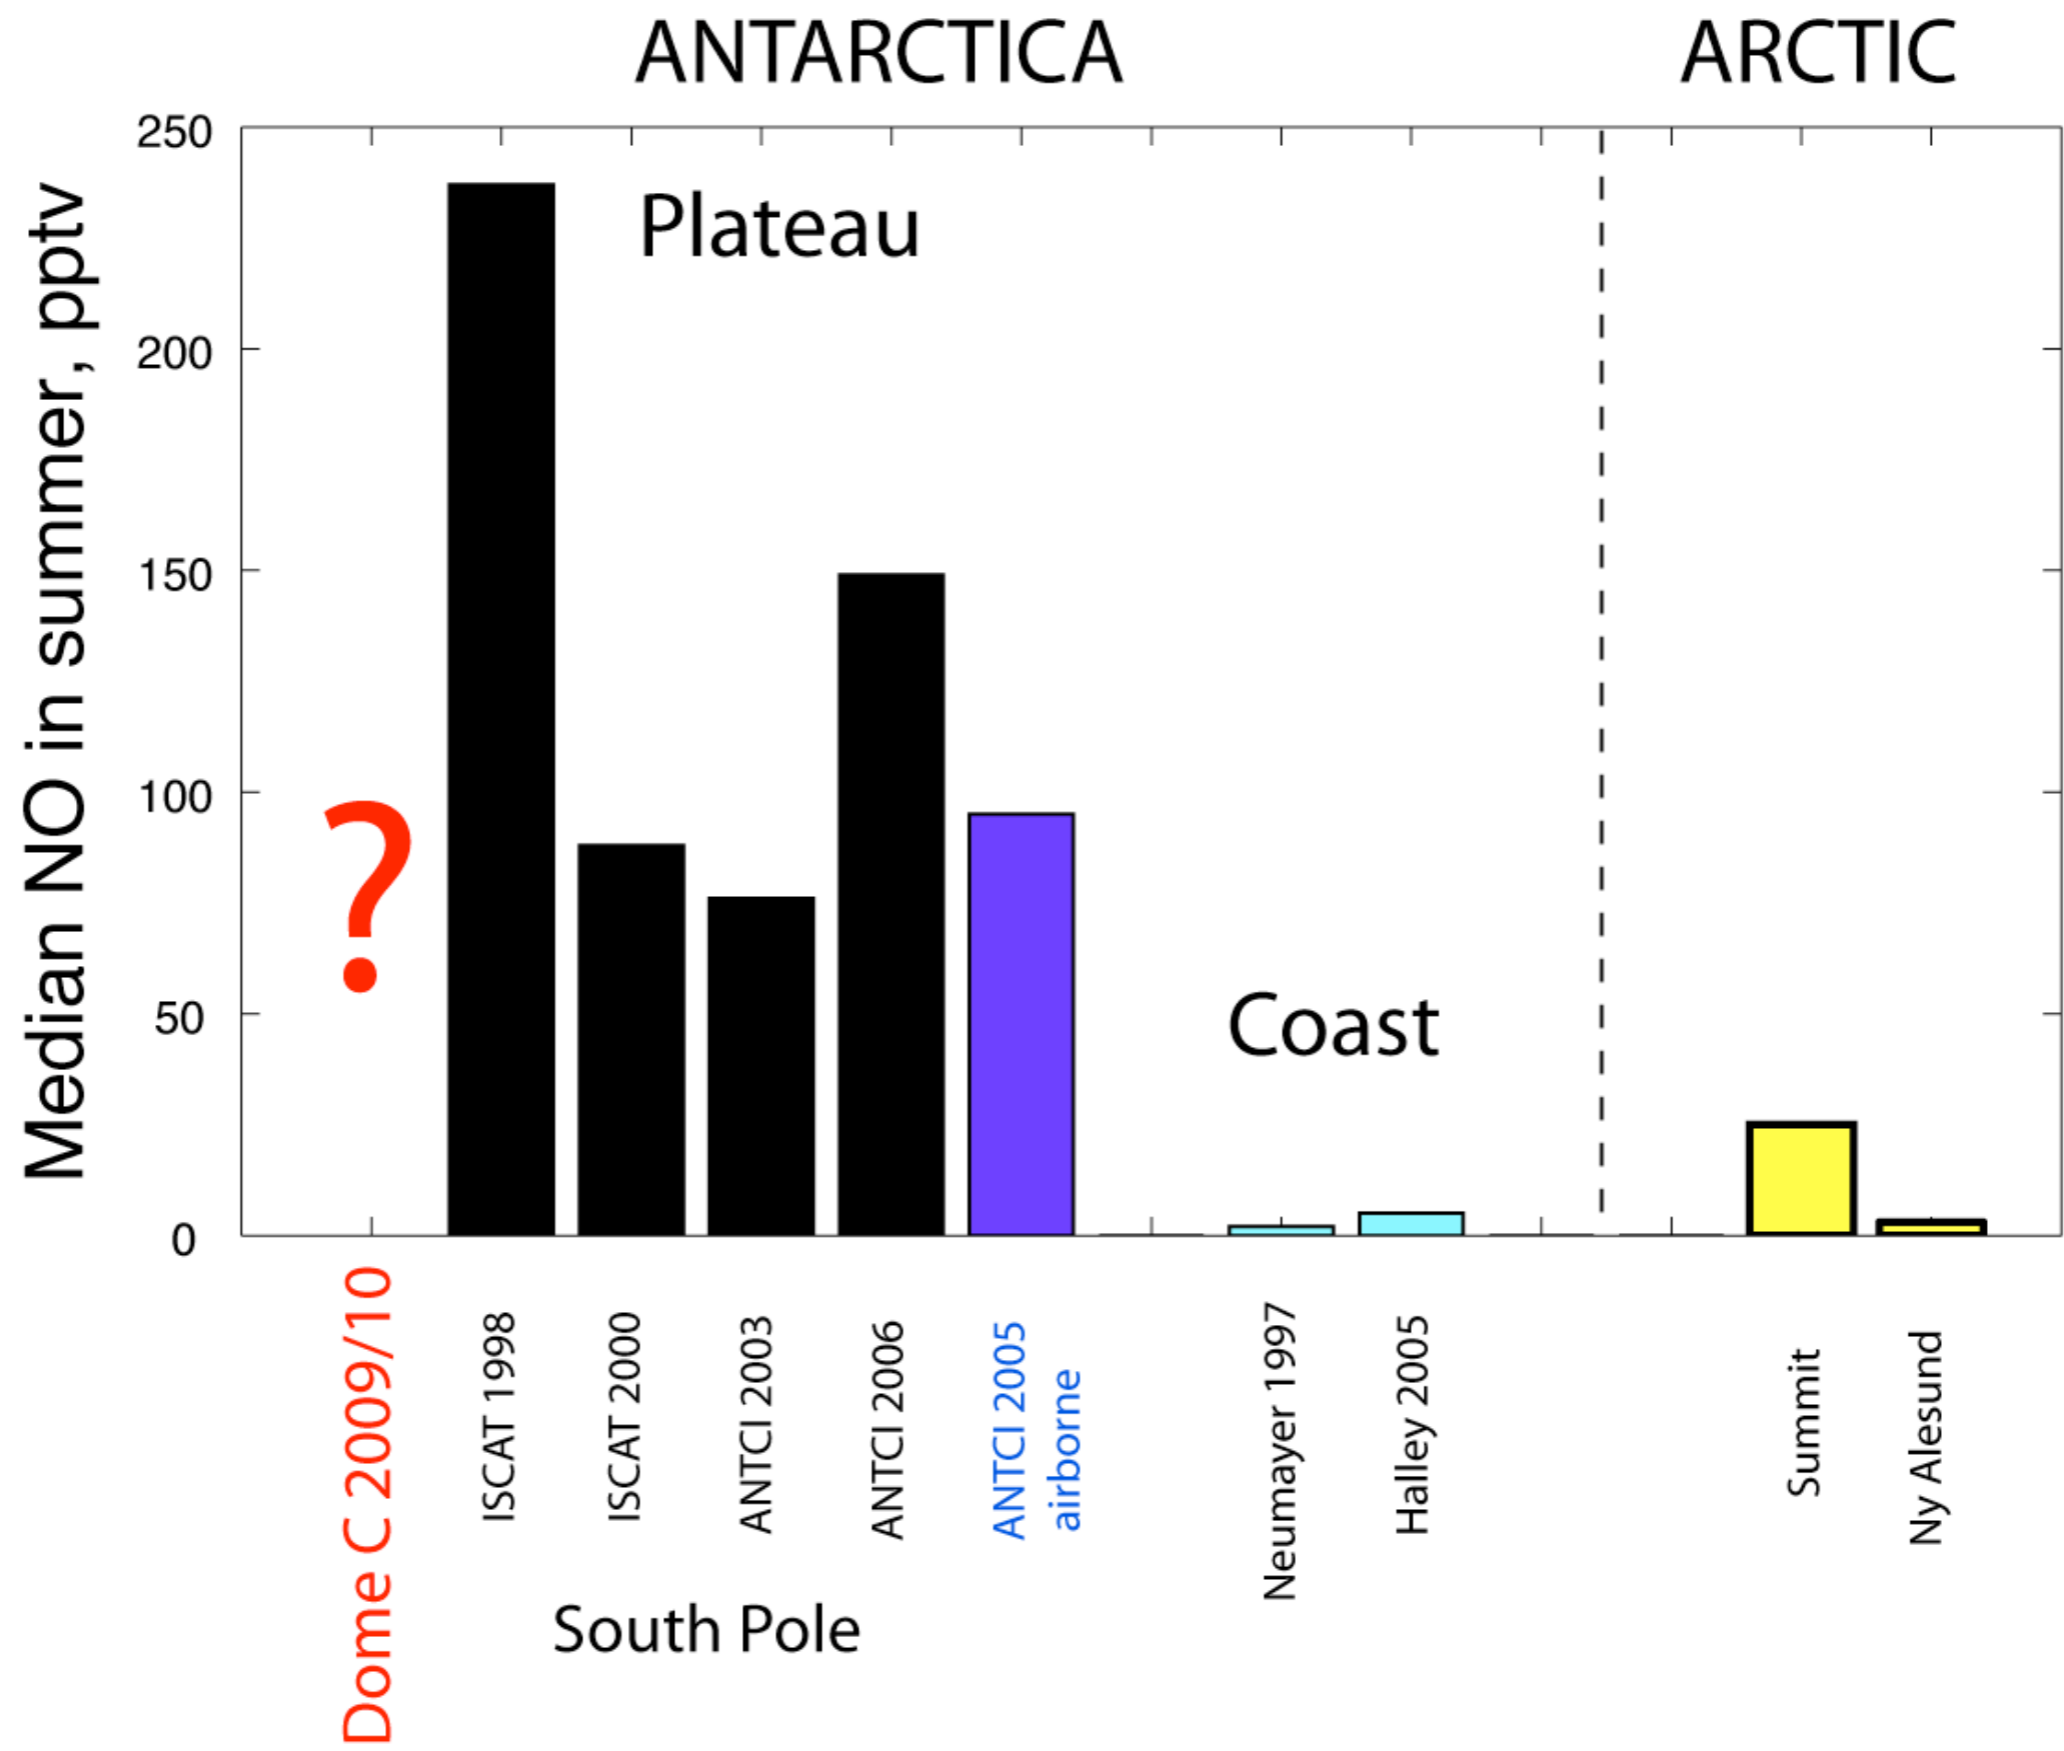 ANTARCTICA
ARCTIC
Median NO in summer, pptv
250
200
150
100
50
0
Plateau
?
Coast
Dome C 2009/10
ISCAT 1998
ISCAT 2000
ANTCI 2003
ANTCI 2006
ANTCI 2005
airborne
Neumayer 1997
Halley 2005
Summit
Ny Alesund
South Pole